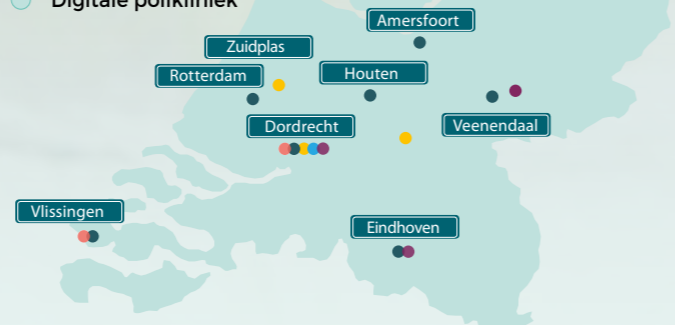 Digitale polikliniek
Amersfoort
Zuidplas
Rotterdam
Houten
Dordrecht
Veenendaal
Vlissingen
Eindhoven